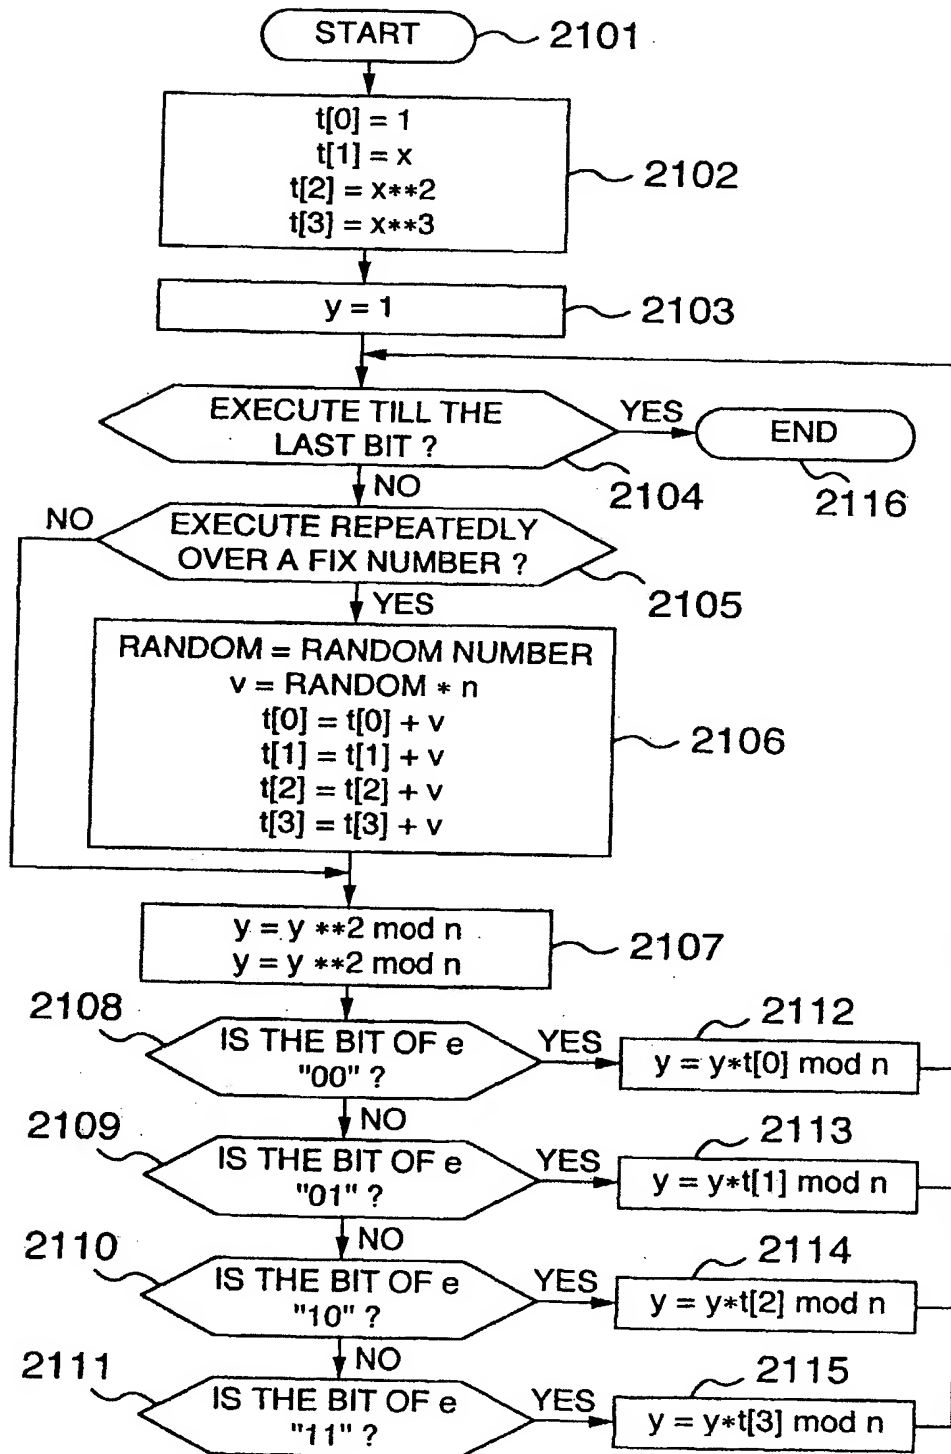 START
2101
t[0] = 1
t[1] = x
t[2] = x**2
t[3] = x**3
2102
y = 1
2103
EXECUTE TILL THE
LAST BIT ?
2104
YES
END
2116
NO
EXECUTE REPEATEDLY
OVER A FIX NUMBER ?
2105
NO
YES
RANDOM = RANDOM NUMBER
v = RANDOM * n
t[0] = t[0] + v
t[1] = t[1] + v
t[2] = t[2] + v
t[3] = t[3] + v
2106
y = y **2 mod n
y = y **2 mod n
2107
2108
IS THE BIT OF e
"00" ?
YES
2112
y = y*t[0] mod n
NO
2109
IS THE BIT OF e
"01" ?
YES
2113
y = y*t[1] mod n
NO
2110
IS THE BIT OF e
"10" ?
YES
2114
y = y*t[2] mod n
NO
2111
IS THE BIT OF e
"11" ?
YES
2115
y = y*t[3] mod n